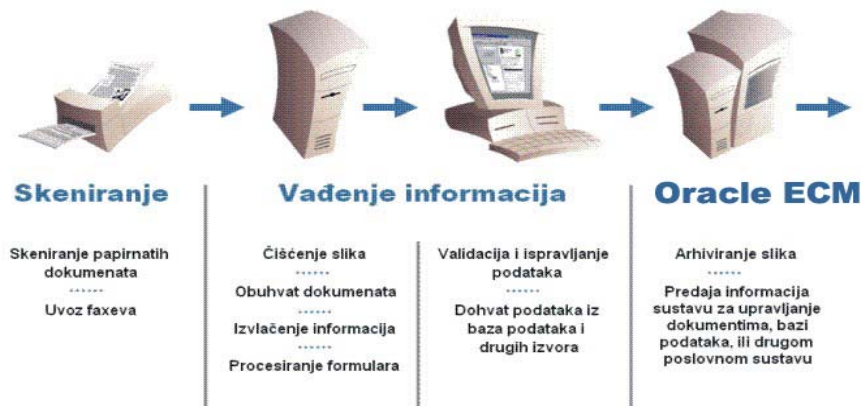 Skeniranje
Skeniranje papirnatih
dokumenata
Uvoz faxeva
Vađenje informacija
Čišćenje slika
Obuhvat dokumenata
Izvlačenje informacija
Procesiranje formulara
Validacija i ispravljanje
podataka
Dohvat podataka iz
baza podataka i
drugih izvora
Oracle ECM
Arhiviranje slika
Predaja informacija
sustavu za upravljanje
dokumentima, bazi
podataka, ili drugom
poslovnom sustavu